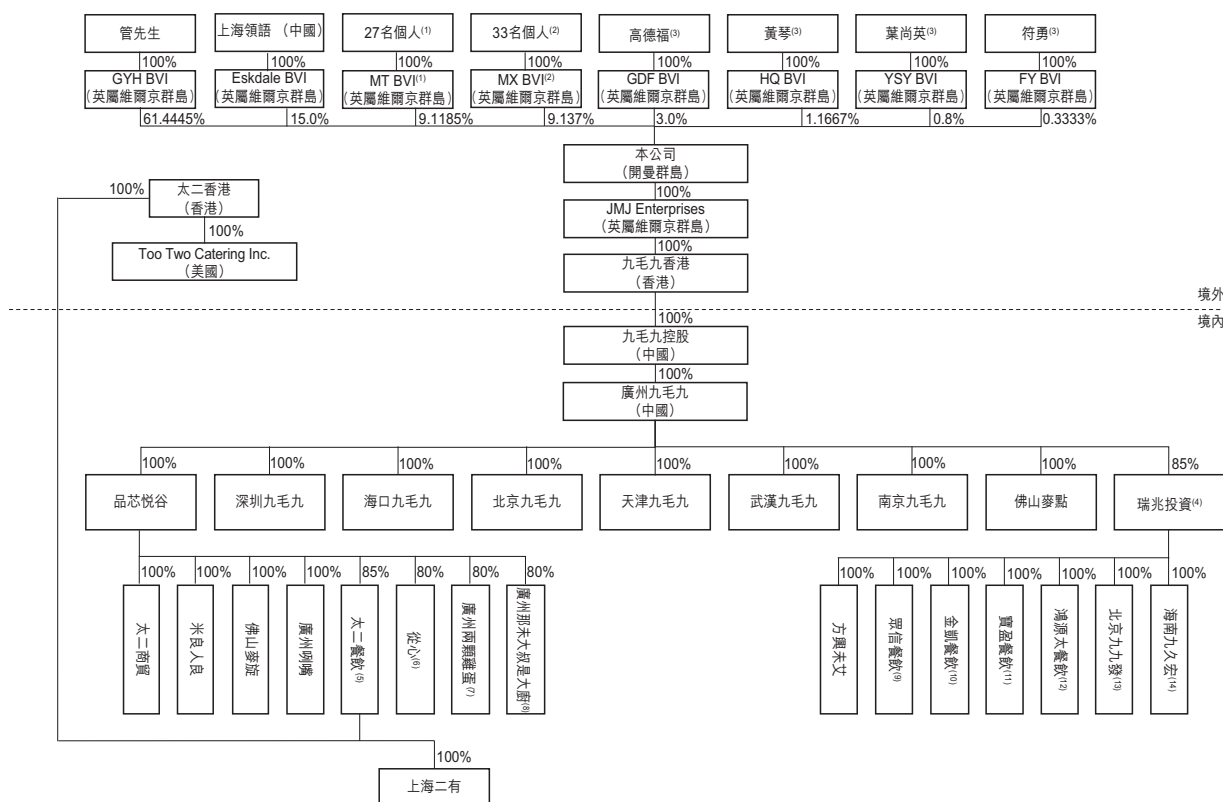 管先生
上海領語 （中國）
27名個人(1)
33名個人(2)
高德福(3)
黃琴(3)
葉尚英(3)
符勇(3)
100%
100%
100%
100%
100%
100%
100%
100%
GYH BVI
(英屬維爾京群島)
Eskdale BVI
(英屬維爾京群島)
MT BVI(1)
(英屬維爾京群島)
MX BVI(2)
(英屬維爾京群島)
GDF BVI
(英屬維爾京群島)
HQ BVI
(英屬維爾京群島)
YSY BVI
(英屬維爾京群島)
FY BVI
(英屬維爾京群島)
61.4445%
15.0%
9.1185%
9.137%
3.0%
1.1667%
0.8%
0.3333%
本公司
(開曼群島)
100%
JMJ Enterprises
(英屬維爾京群島)
100%
九毛九香港
(香港)
100%
太二香港
(香港)
100%
Too Two Catering Inc.
(美國)
境外
境內
100%
九毛九控股
(中國)
100%
廣州九毛九
(中國)
100%
100%
100%
100%
100%
100%
100%
100%
85%
品芯悅谷
深圳九毛九
海口九毛九
北京九毛九
天津九毛九
武漢九毛九
南京九毛九
佛山麥點
瑞兆投資(4)
100%
100%
100%
100%
85%
80%
80%
80%
太二商貿
米良人良
佛山麥旋
廣州唎嘴
太二餐飲(5)
從心(6)
廣州兩顆雞蛋(7)
廣州那未大叔是大廚(8)
100%
100%
100%
100%
100%
100%
100%
方興未艾
眾信餐飲(9)
金凱餐飲(10)
寶盈餐飲(11)
鴻源太餐飲(12)
北京九九發(13)
海南九久宏(14)
100%
上海二有